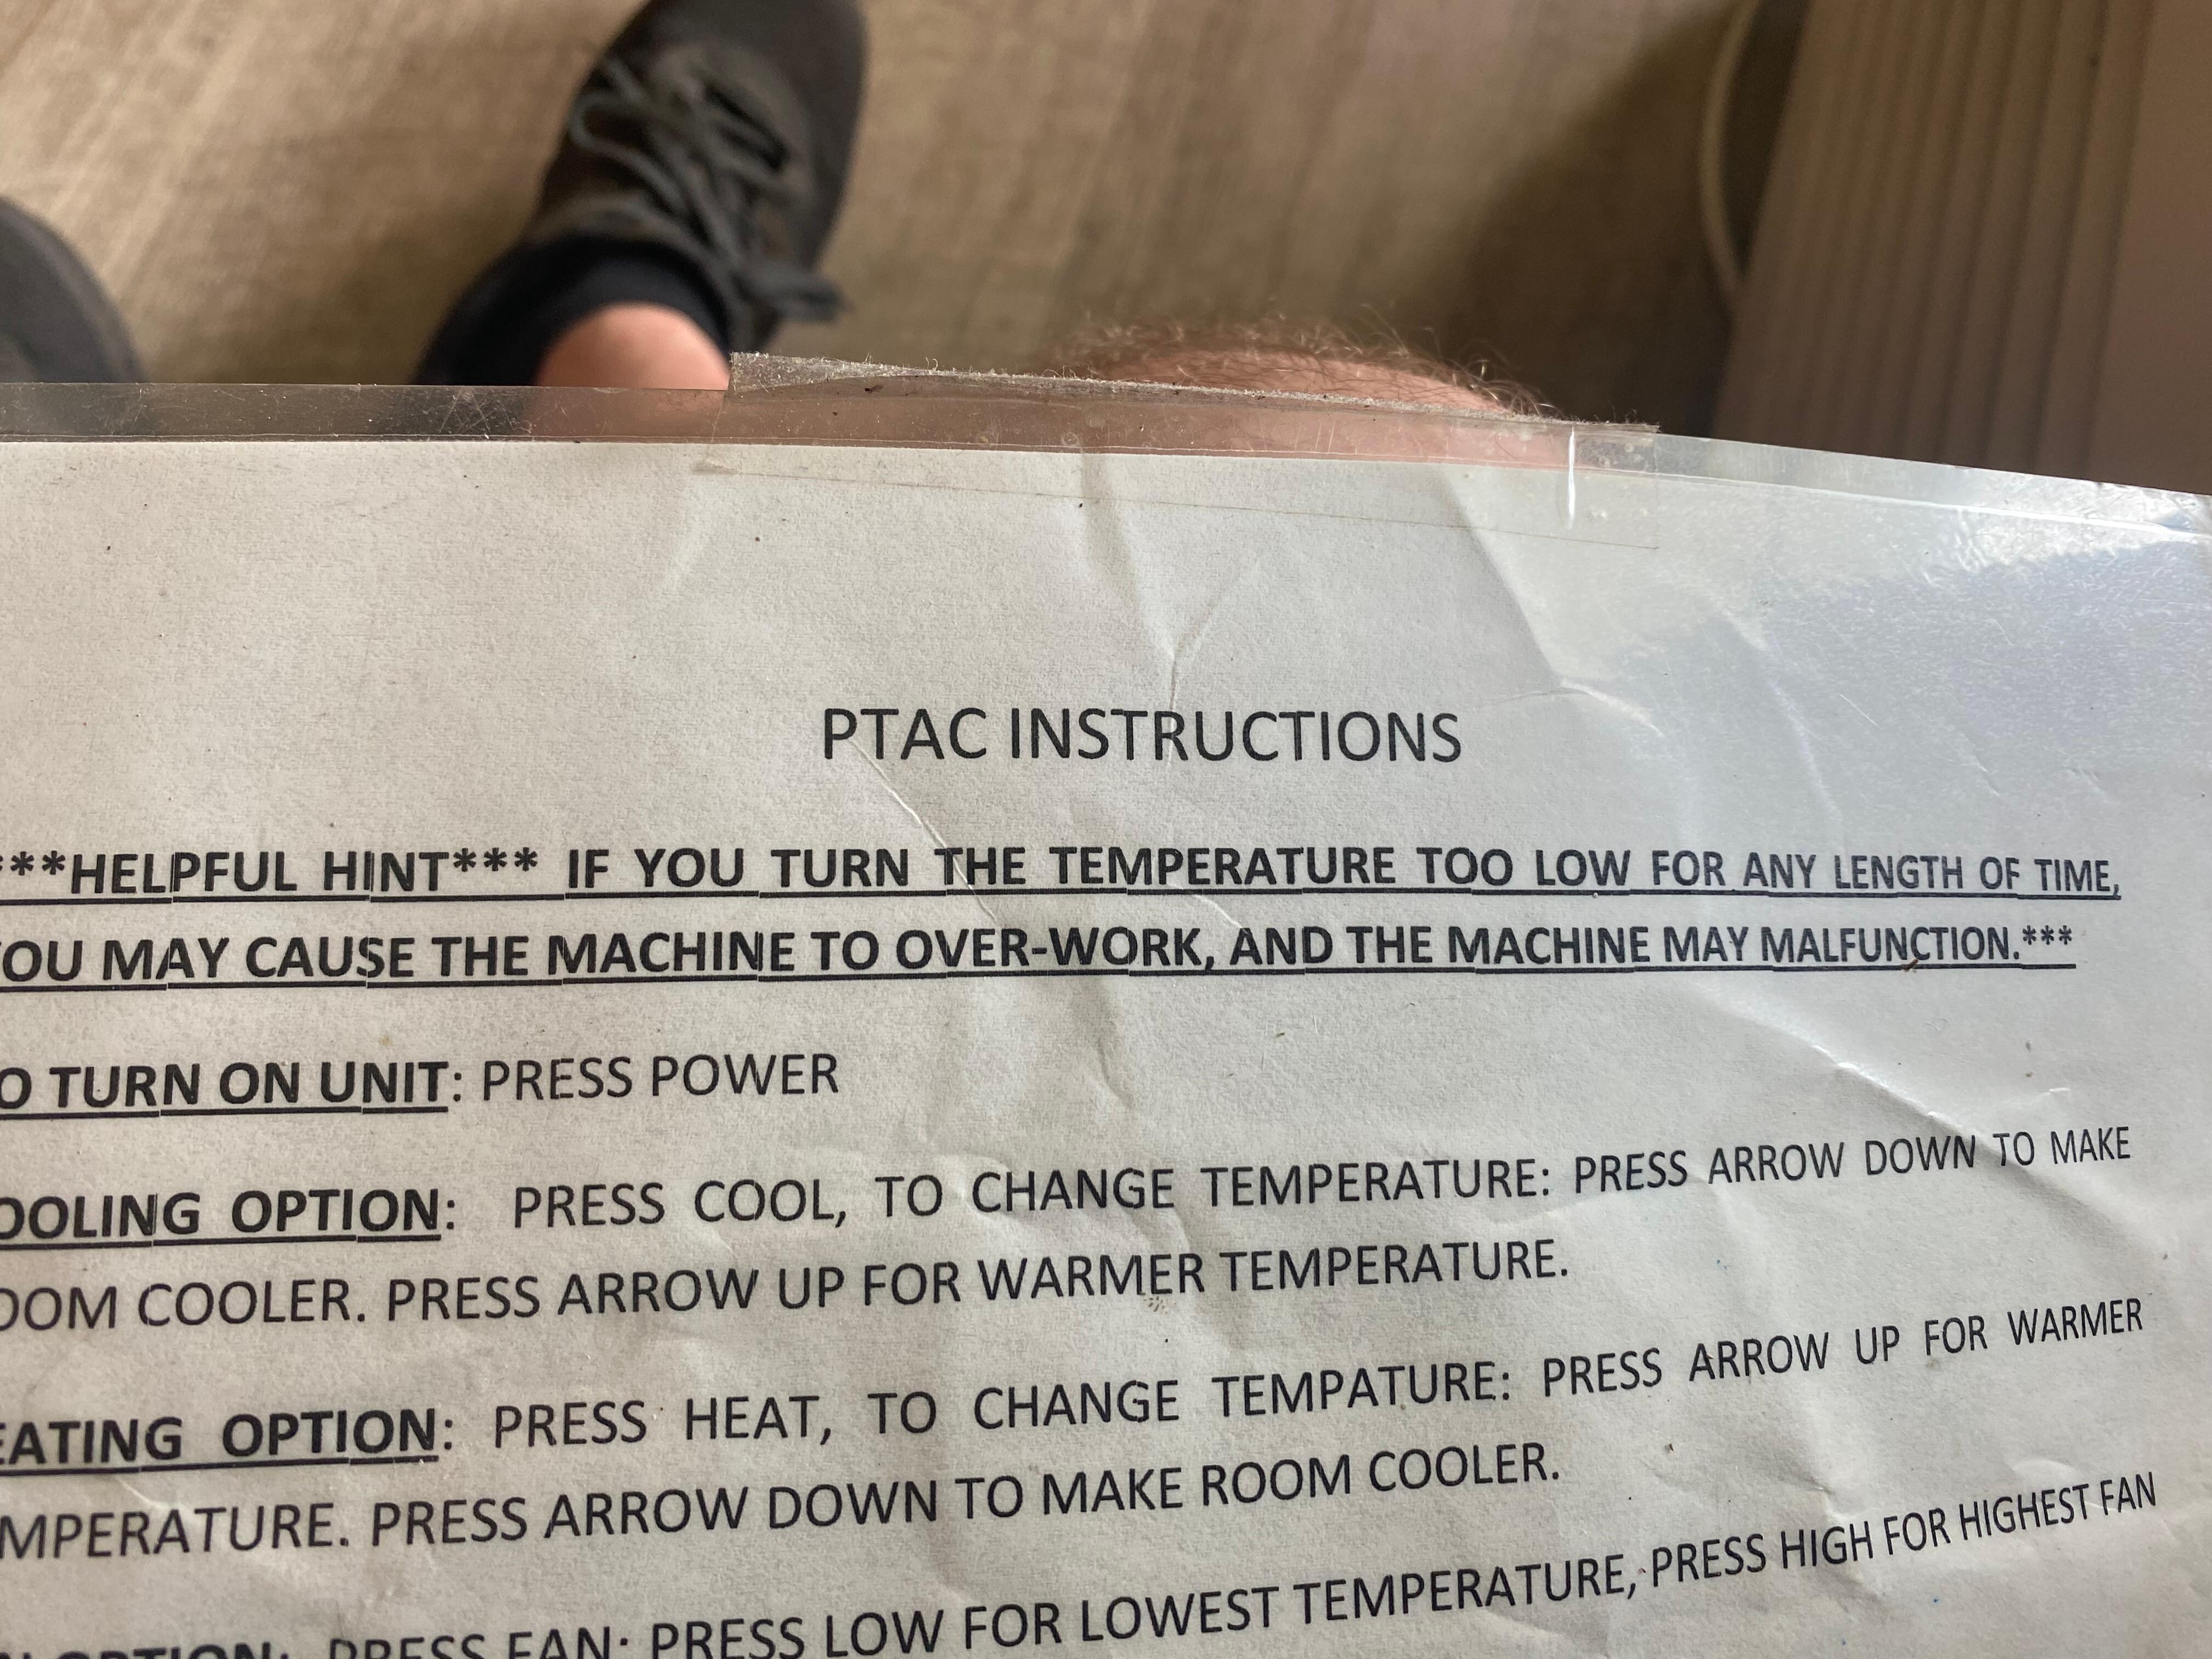 PTAC INSTRUCTIONS
***HELPFUL HINT*** IF YOU TURN THE TEMPERATURE TOO LOW FOR ANY LENGTH OF TIME,
OU MAY CAUSE THE MACHINE TO OVER-WORK, AND THE MACHINE MAY MALFUNCTION.***
O TURN ON UNIT: PRESS POWER
OOLING OPTION: PRESS COOL, TO CHANGE TEMPERATURE: PRESS ARROW DOWN TO MAKE
OOM COOLER. PRESS ARROW UP FOR WARMER TEMPERATURE.
EATING OPTION: PRESS HEAT, TO CHANGE TEMPATURE: PRESS ARROW UP FOR WARMER
MPERATURE. PRESS ARROW DOWN TO MAKE ROOM COOLER.
N OPTION: PRESS FAN: PRESS LOW FOR LOWEST TEMPERATURE, PRESS HIGH FOR HIGHEST FAN